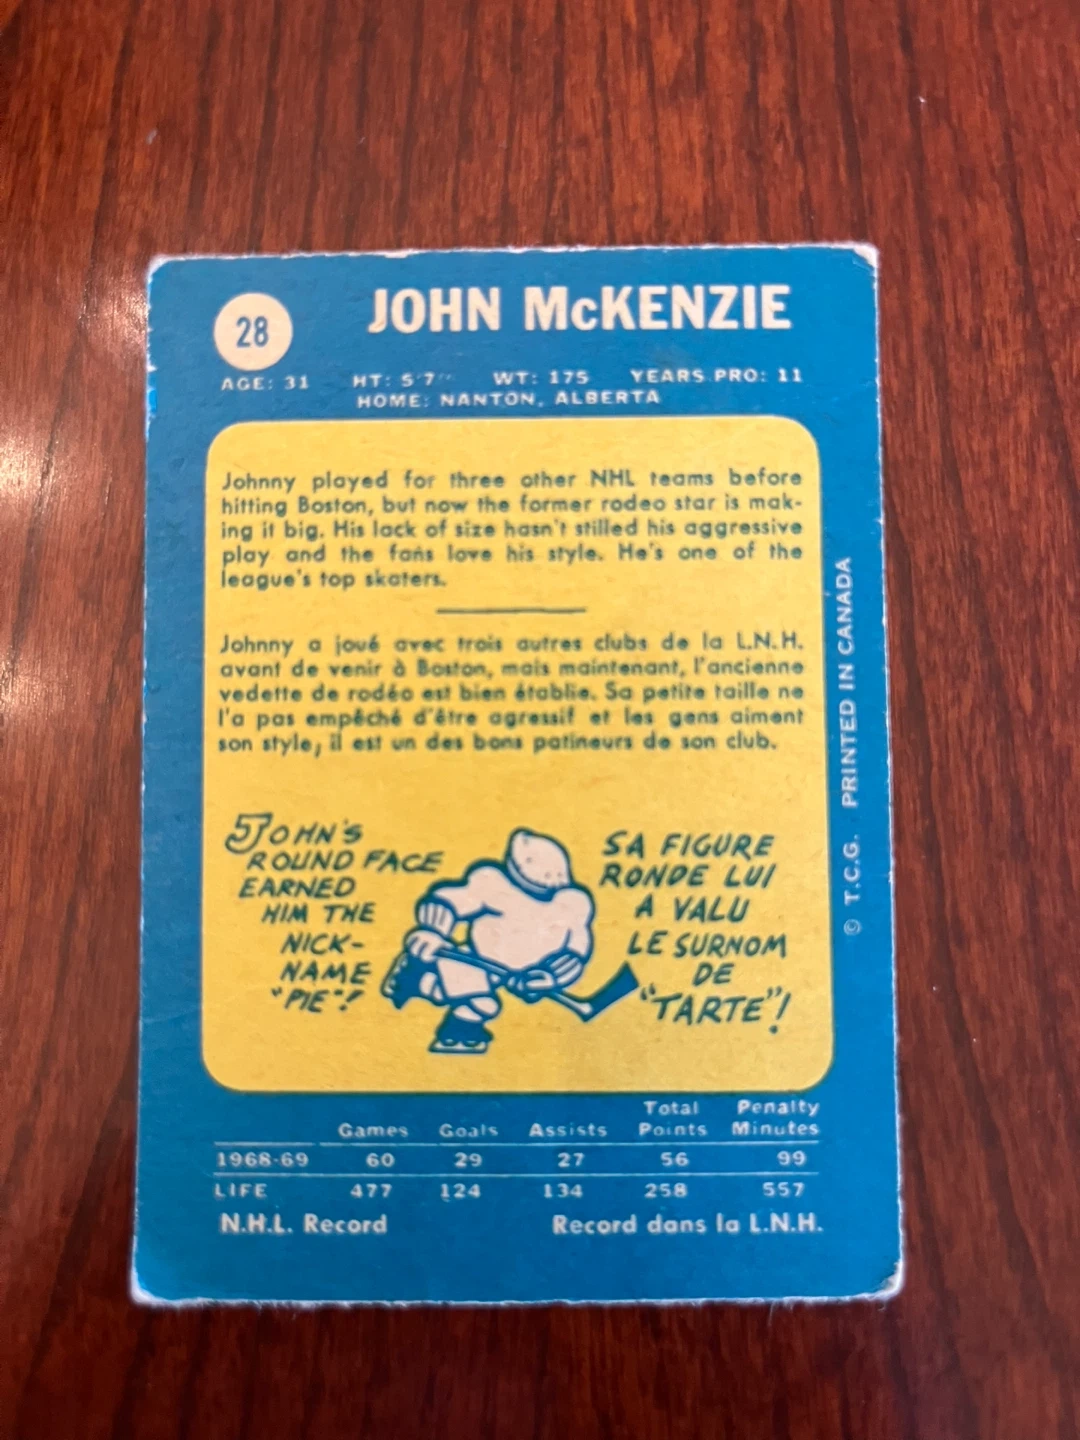 28
JOHN McKENZIE
AGE: 31 HT: 5'7" WT: 175 YEARS PRO: 11
HOME: NANTON, ALBERTA
Johnny played for three other NHL teams before
hitting Boston, but now the former rodeo star is mak-
ing it big. His lack of size hasn't stilled his aggressive
play and the fans love his style. He's one of the
league's top skaters.
Johnny a joué avec trois autres clubs de la L.N.H.
avant de venir à Boston, mais maintenant, l'ancienne
vedette de rodéo est bien établie. Sa petite taille ne
l'a pas empêché d'être agressif et les gens aiment
son style; il est un des bons patineurs de son club.
JOHN'S
ROUND FACE
EARNED
HIM THE
NICK-
NAME
"PIE"!
SA FIGURE
RONDE LUI
A VALU
LE SURNOM
DE
"TARTE"!
© T.C.G. PRINTED IN CANADA
Games Goals Assists Total Points Penalty Minutes
1968-69 60 29 27 56 99
LIFE 477 124 134 258 557
N.H.L. Record Record dans la L.N.H.